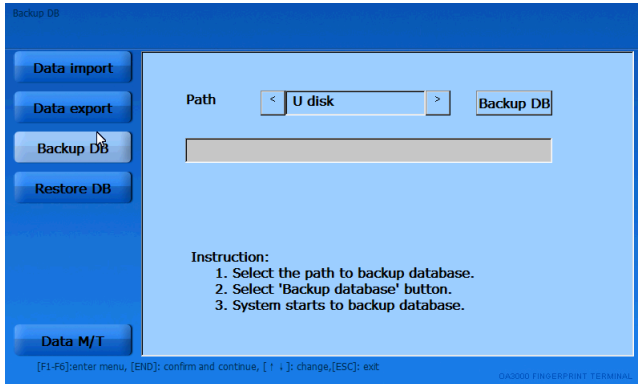 Backup DB
Data import
Data export
Backup DB
Restore DB
Data M/T
Path < U disk > Backup DB
Instruction:
1. Select the path to backup database.
2. Select 'Backup database' button.
3. System starts to backup database.
[F1-F6]:enter menu, [END]: confirm and continue, [ ↑ ↓ ]: change,[ESC]: exit
OA3000 FINGERPRINT TERMINAL